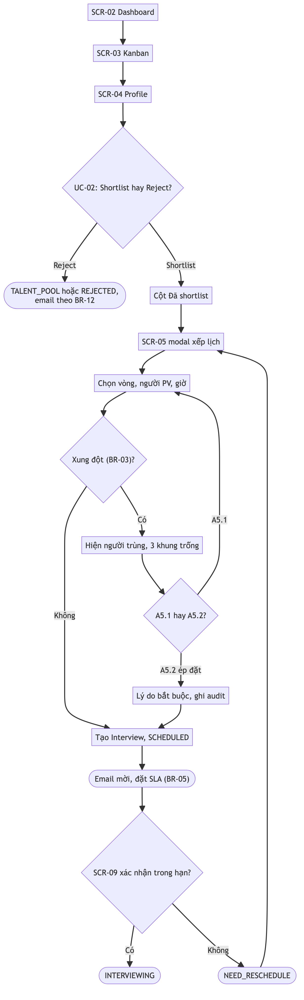 SCR-02 Dashboard
SCR-03 Kanban
SCR-04 Profile
UC-02: Shortlist hay Reject?
Reject
Shortlist
TALENT_POOL hoặc REJECTED,
email theo BR-12
Cột Đã shortlist
SCR-05 modal xếp lịch
Chọn vòng, người PV, giờ
Xung đột (BR-03)?
Có
A5.1
Hiện người trùng, 3 khung trống
Không
A5.1 hay A5.2?
A5.2 ép đặt
Lý do bắt buộc, ghi audit
Tạo Interview, SCHEDULED
Email mời, đặt SLA (BR-05)
SCR-09 xác nhận trong hạn?
Có
Không
INTERVIEWING
NEED_RESCHEDULE